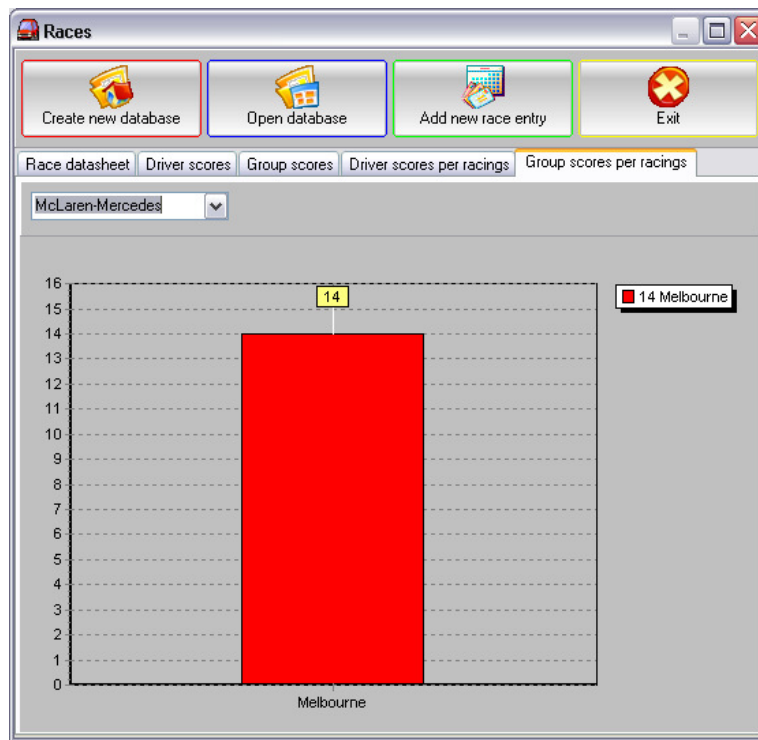 Races
Create new database
Open database
Add new race entry
Exit
Race datasheet
Driver scores
Group scores
Driver scores per racings
Group scores per racings
McLaren-Mercedes
16
15
14
13
12
11
10
9
8
7
6
5
4
3
2
1
0
14
14 Melbourne
Melbourne